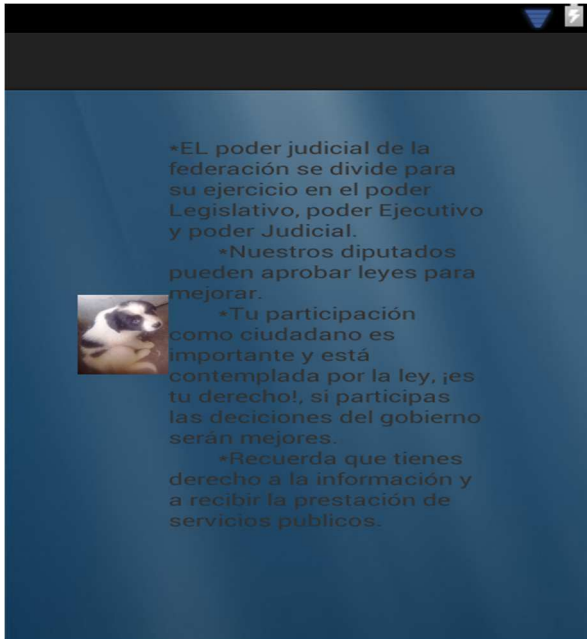 *EL poder judicial de la
federación se divide para
su ejercicio en el poder
Legislativo, poder Ejecutivo
y poder Judicial.
*Nuestros diputados
pueden aprobar leyes para
mejorar.
*Tu participación
como ciudadano es
importante y está
contemplada por la ley, ¡es
tu derecho!, si participas
las deciciones del gobierno
serán mejores.
*Recuerda que tienes
derecho a la información y
a recibir la prestación de
servicios publicos.